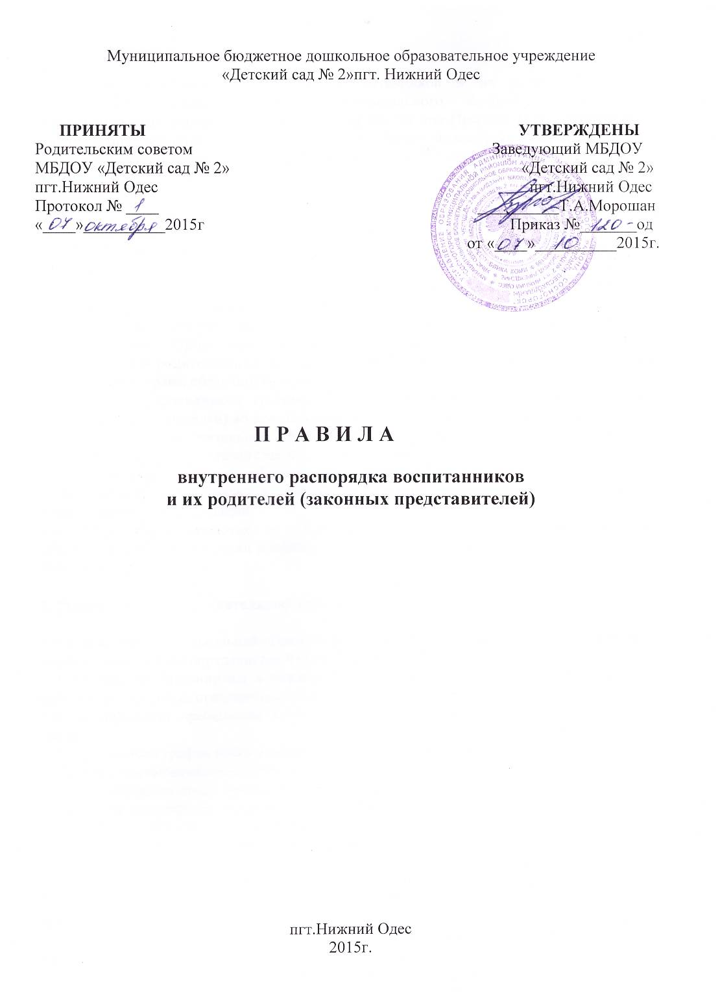 Муниципальное бюджетное дошкольное образовательное учреждение
«Детский сад № 2»пгт. Нижний Одес
ПРИНЯТЫ
Родительским советом
МБДОУ «Детский сад № 2»
пгт.Нижний Одес
Протокол № 1
«07»октября2015г
УТВЕРЖДЕНЫ
Заведующий МБДОУ
«Детский сад № 2»
пгт.Нижний Одес
Т.А.Морошан
Приказ № 120-од
от «07» 10 2015г.
П Р А В И Л А
внутреннего распорядка воспитанников
и их родителей (законных представителей)
пгт.Нижний Одес
2015г.